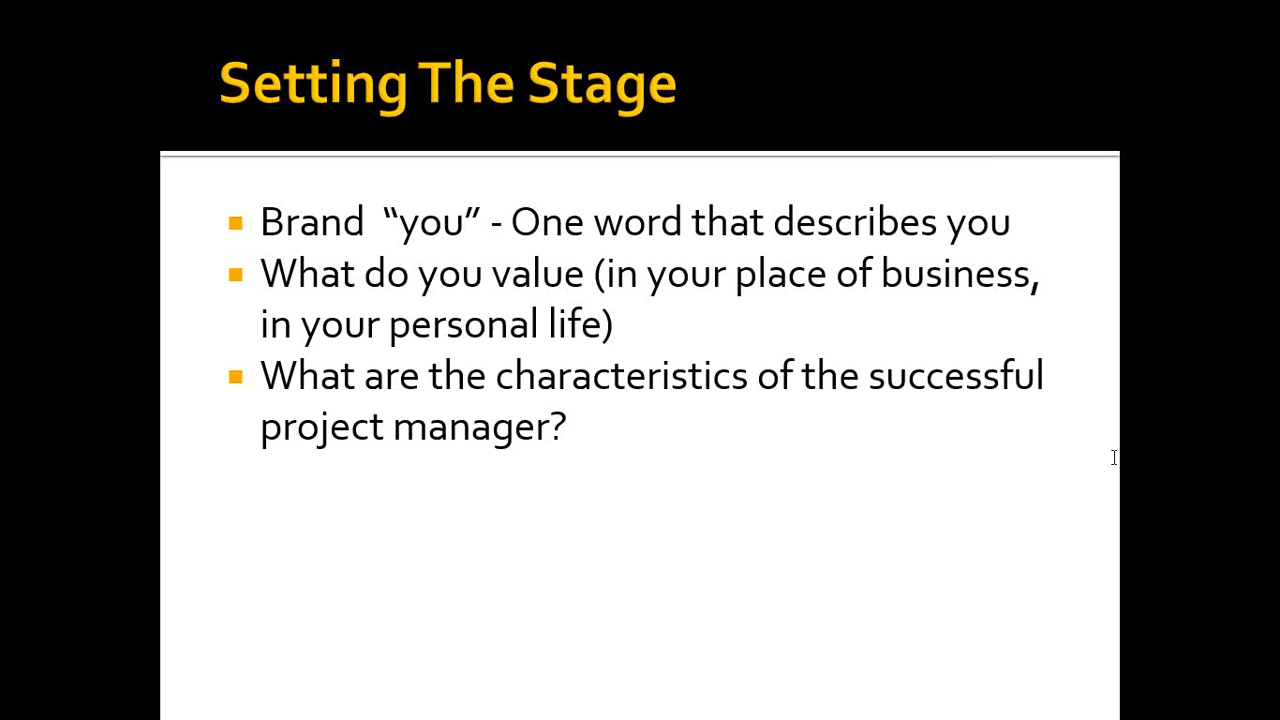 Setting The Stage
Brand “you” - One word that describes you
What do you value (in your place of business,
in your personal life)
What are the characteristics of the successful
project manager?